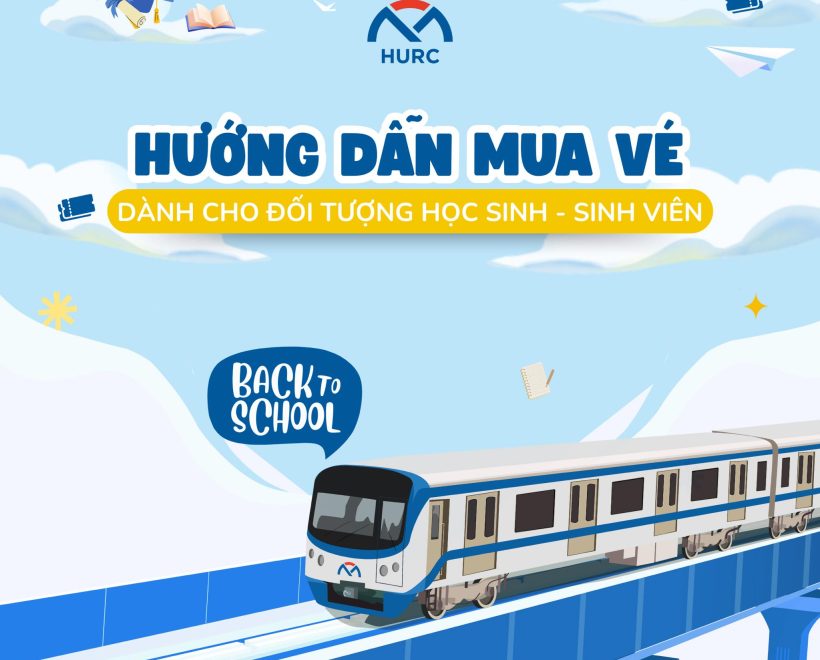 HURC
HƯỚNG DẪN MUA VÉ
DÀNH CHO ĐỐI TƯỢNG HỌC SINH - SINH VIÊN
BACK TO
SCHOOL